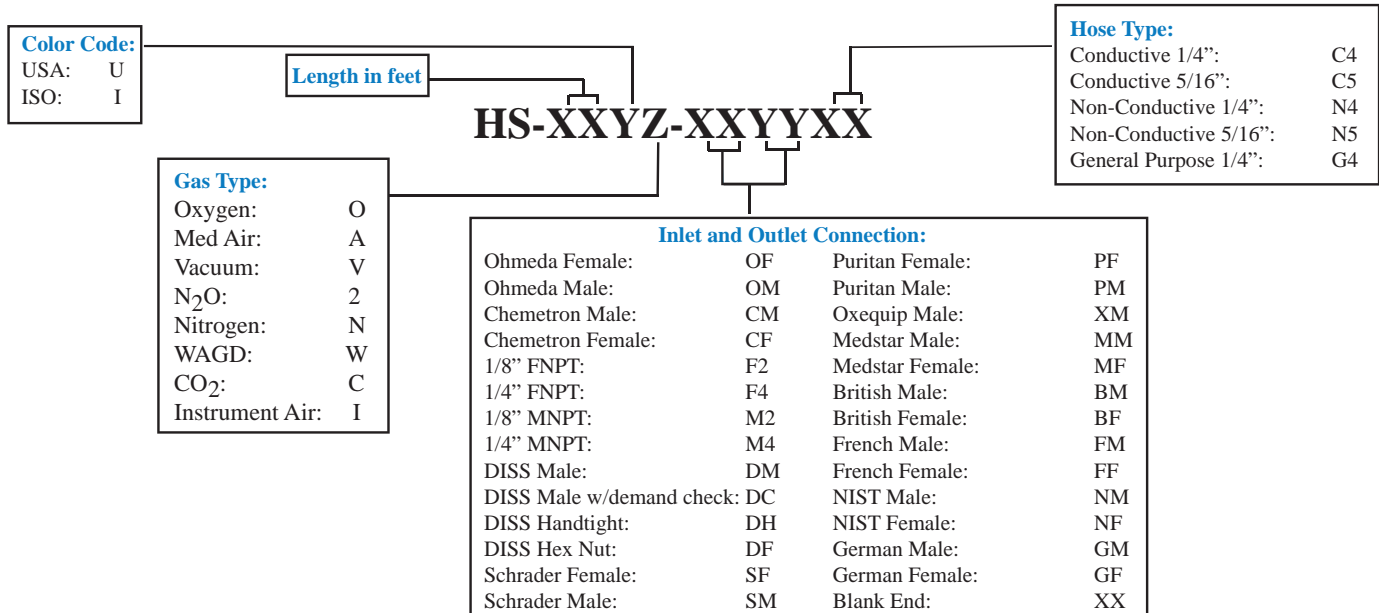 Color Code:
USA: U
ISO: I
Length in feet
Hose Type:
Conductive 1/4”: C4
Conductive 5/16”: C5
Non-Conductive 1/4”: N4
Non-Conductive 5/16”: N5
General Purpose 1/4”: G4
HS-XXYZ-XXYYXX
Gas Type:
Oxygen: O
Med Air: A
Vacuum: V
N2O: 2
Nitrogen: N
WAGD: W
CO2: C
Instrument Air: I
Inlet and Outlet Connection:
Ohmeda Female: OF Puritan Female: PF
Ohmeda Male: OM Puritan Male: PM
Chemetron Male: CM Oxequip Male: XM
Chemetron Female: CF Medstar Male: MM
1/8” FNPT: F2 Medstar Female: MF
1/4” FNPT: F4 British Male: BM
1/8” MNPT: M2 British Female: BF
1/4” MNPT: M4 French Male: FM
DISS Male: DM French Female: FF
DISS Male w/demand check: DC NIST Male: NM
DISS Handtight: DH NIST Female: NF
DISS Hex Nut: DF German Male: GM
Schrader Female: SF German Female: GF
Schrader Male: SM Blank End: XX